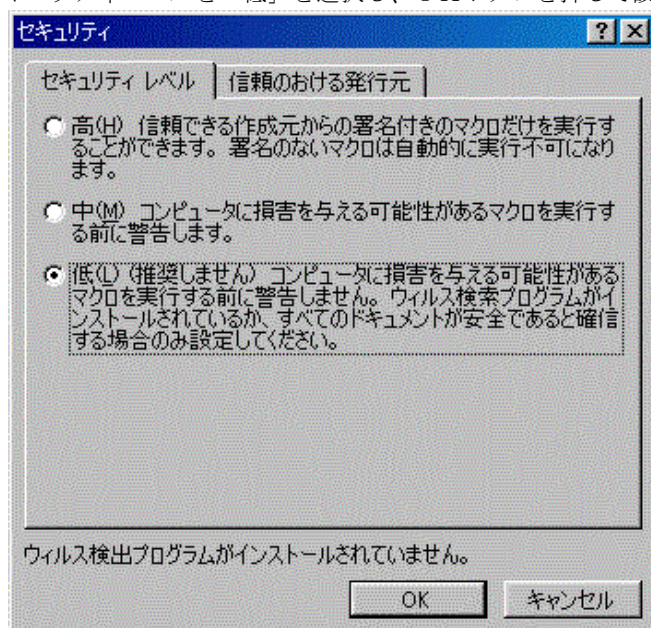 セキュリティ
セキュリティ レベル 信頼のおける発行元
高(H) 信頼できる作成元からの署名付きのマクロだけを実行す
ることができます。署名のないマクロは自動的に実行不可になり
ます。
中(M) コンピュータに損害を与える可能性があるマクロを実行す
る前に警告します。
低(L) (推奨しません) コンピュータに損害を与える可能性がある
マクロを実行する前に警告しません。ウィルス検索プログラムがイ
ンストールされているか、すべてのドキュメントが安全であると確信
する場合のみ設定してください。
ウィルス検出プログラムがインストールされていません。
OK キャンセル